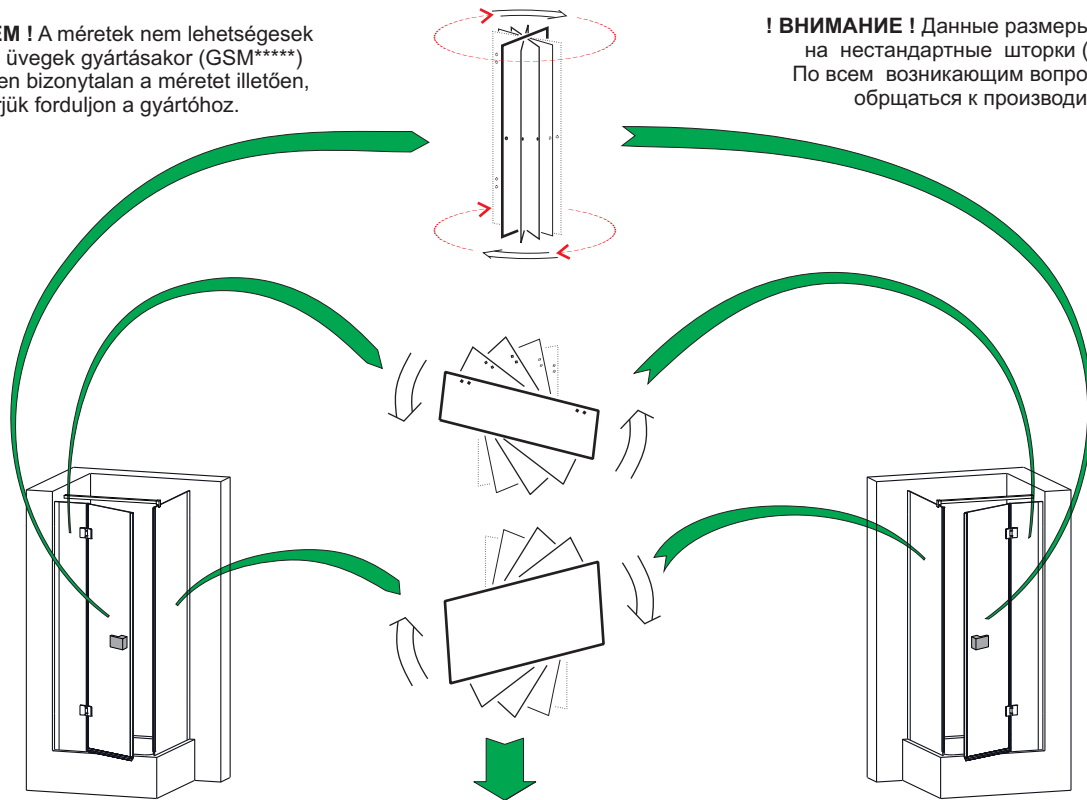 EM ! A méretek nem lehetségesek
üvegek gyártásakor (GSM*****)
en bizonytalan a méretet illetően,
rjük forduljon a gyártóhoz.
! ВНИМАНИЕ ! Данные размеры
на нестандартные шторки (
По всем возникающим вопро
обрщаться к производи